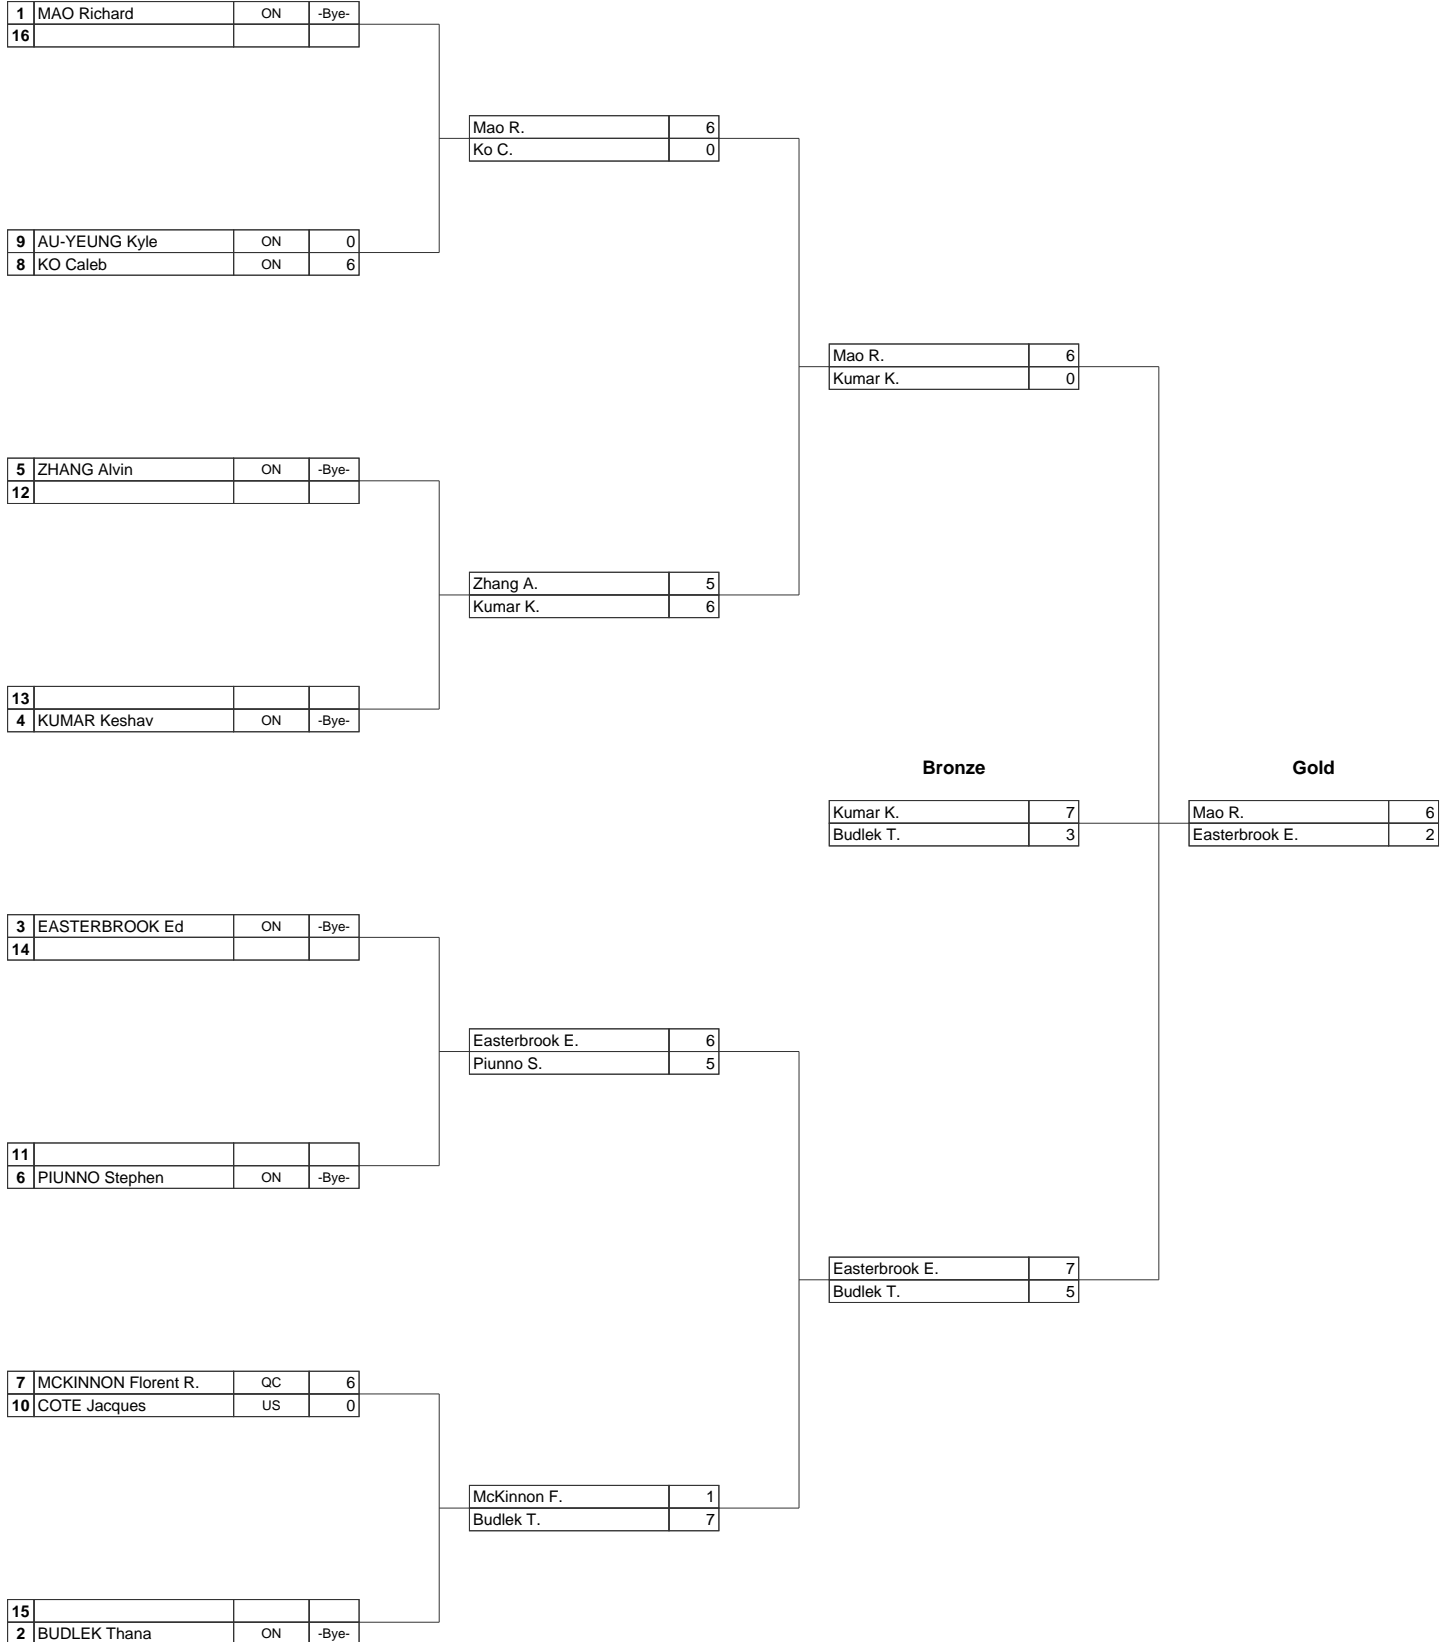 1 MAO Richard ON -Bye-
16
Mao R. 6
Ko C. 0
9 AU-YEUNG Kyle ON 0
8 KO Caleb ON 6
Mao R. 6
Kumar K. 0
5 ZHANG Alvin ON -Bye-
12
Zhang A. 5
Kumar K. 6
13
4 KUMAR Keshav ON -Bye-
Bronze Gold
Kumar K. 7 Mao R. 6
Budlek T. 3 Easterbrook E. 2
3 EASTERBROOK Ed ON -Bye-
14
Easterbrook E. 6
Piunno S. 5
11
6 PIUNNO Stephen ON -Bye-
Easterbrook E. 7
Budlek T. 5
7 MCKINNON Florent R. QC 6
10 COTE Jacques US 0
McKinnon F. 1
Budlek T. 7
15
2 BUDLEK Thana ON -Bye-